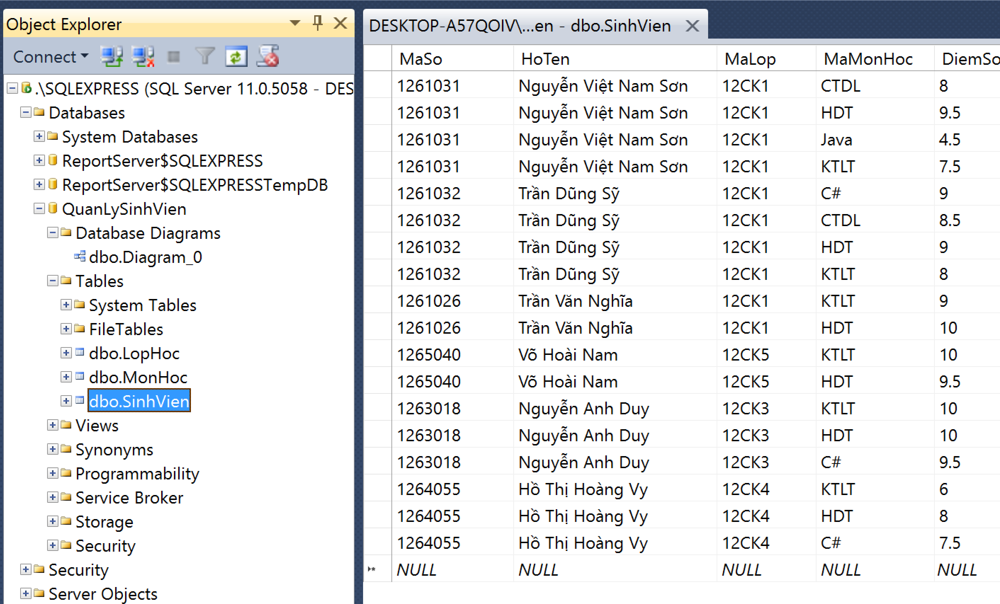 Object Explorer
Connect
.\SQLEXPRESS (SQL Server 11.0.5058 - DES
Databases
System Databases
ReportServer$SQLEXPRESS
ReportServer$SQLEXPRESSTempDB
QuanLySinhVien
Database Diagrams
dbo.Diagram_0
Tables
System Tables
FileTables
dbo.LopHoc
dbo.MonHoc
dbo.SinhVien
Views
Synonyms
Programmability
Service Broker
Storage
Security
Security
Server Objects
DESKTOP-A57QOIV\...en - dbo.SinhVien
MaSo HoTen MaLop MaMonHoc DiemSo
1261031 Nguyễn Việt Nam Sơn 12CK1 CTDL 8
1261031 Nguyễn Việt Nam Sơn 12CK1 HDT 9.5
1261031 Nguyễn Việt Nam Sơn 12CK1 Java 4.5
1261031 Nguyễn Việt Nam Sơn 12CK1 KTLT 7.5
1261032 Trần Dũng Sỹ 12CK1 C# 9
1261032 Trần Dũng Sỹ 12CK1 CTDL 8.5
1261032 Trần Dũng Sỹ 12CK1 HDT 9
1261032 Trần Dũng Sỹ 12CK1 KTLT 8
1261026 Trần Văn Nghĩa 12CK1 KTLT 9
1261026 Trần Văn Nghĩa 12CK1 HDT 10
1265040 Võ Hoài Nam 12CK5 KTLT 10
1265040 Võ Hoài Nam 12CK5 HDT 9.5
1263018 Nguyễn Anh Duy 12CK3 KTLT 10
1263018 Nguyễn Anh Duy 12CK3 HDT 10
1263018 Nguyễn Anh Duy 12CK3 C# 9.5
1264055 Hồ Thị Hoàng Vy 12CK4 KTLT 6
1264055 Hồ Thị Hoàng Vy 12CK4 HDT 8
1264055 Hồ Thị Hoàng Vy 12CK4 C# 7.5
NULL NULL NULL NULL NULL